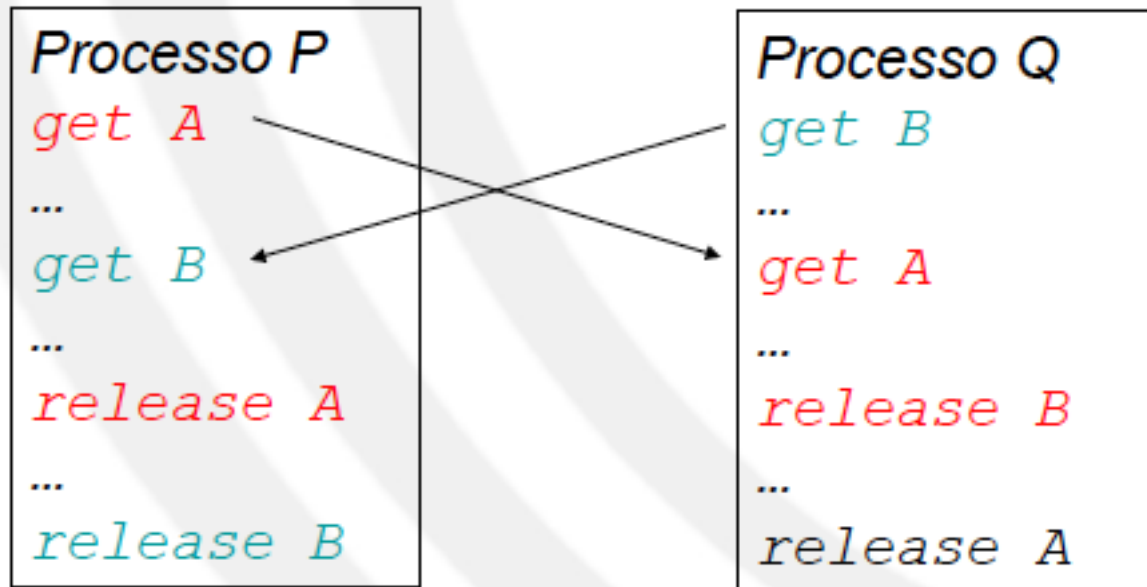 Processo P
get A
...
get B
...
release A
...
release B
Processo Q
get B
...
get A
...
release B
...
release A